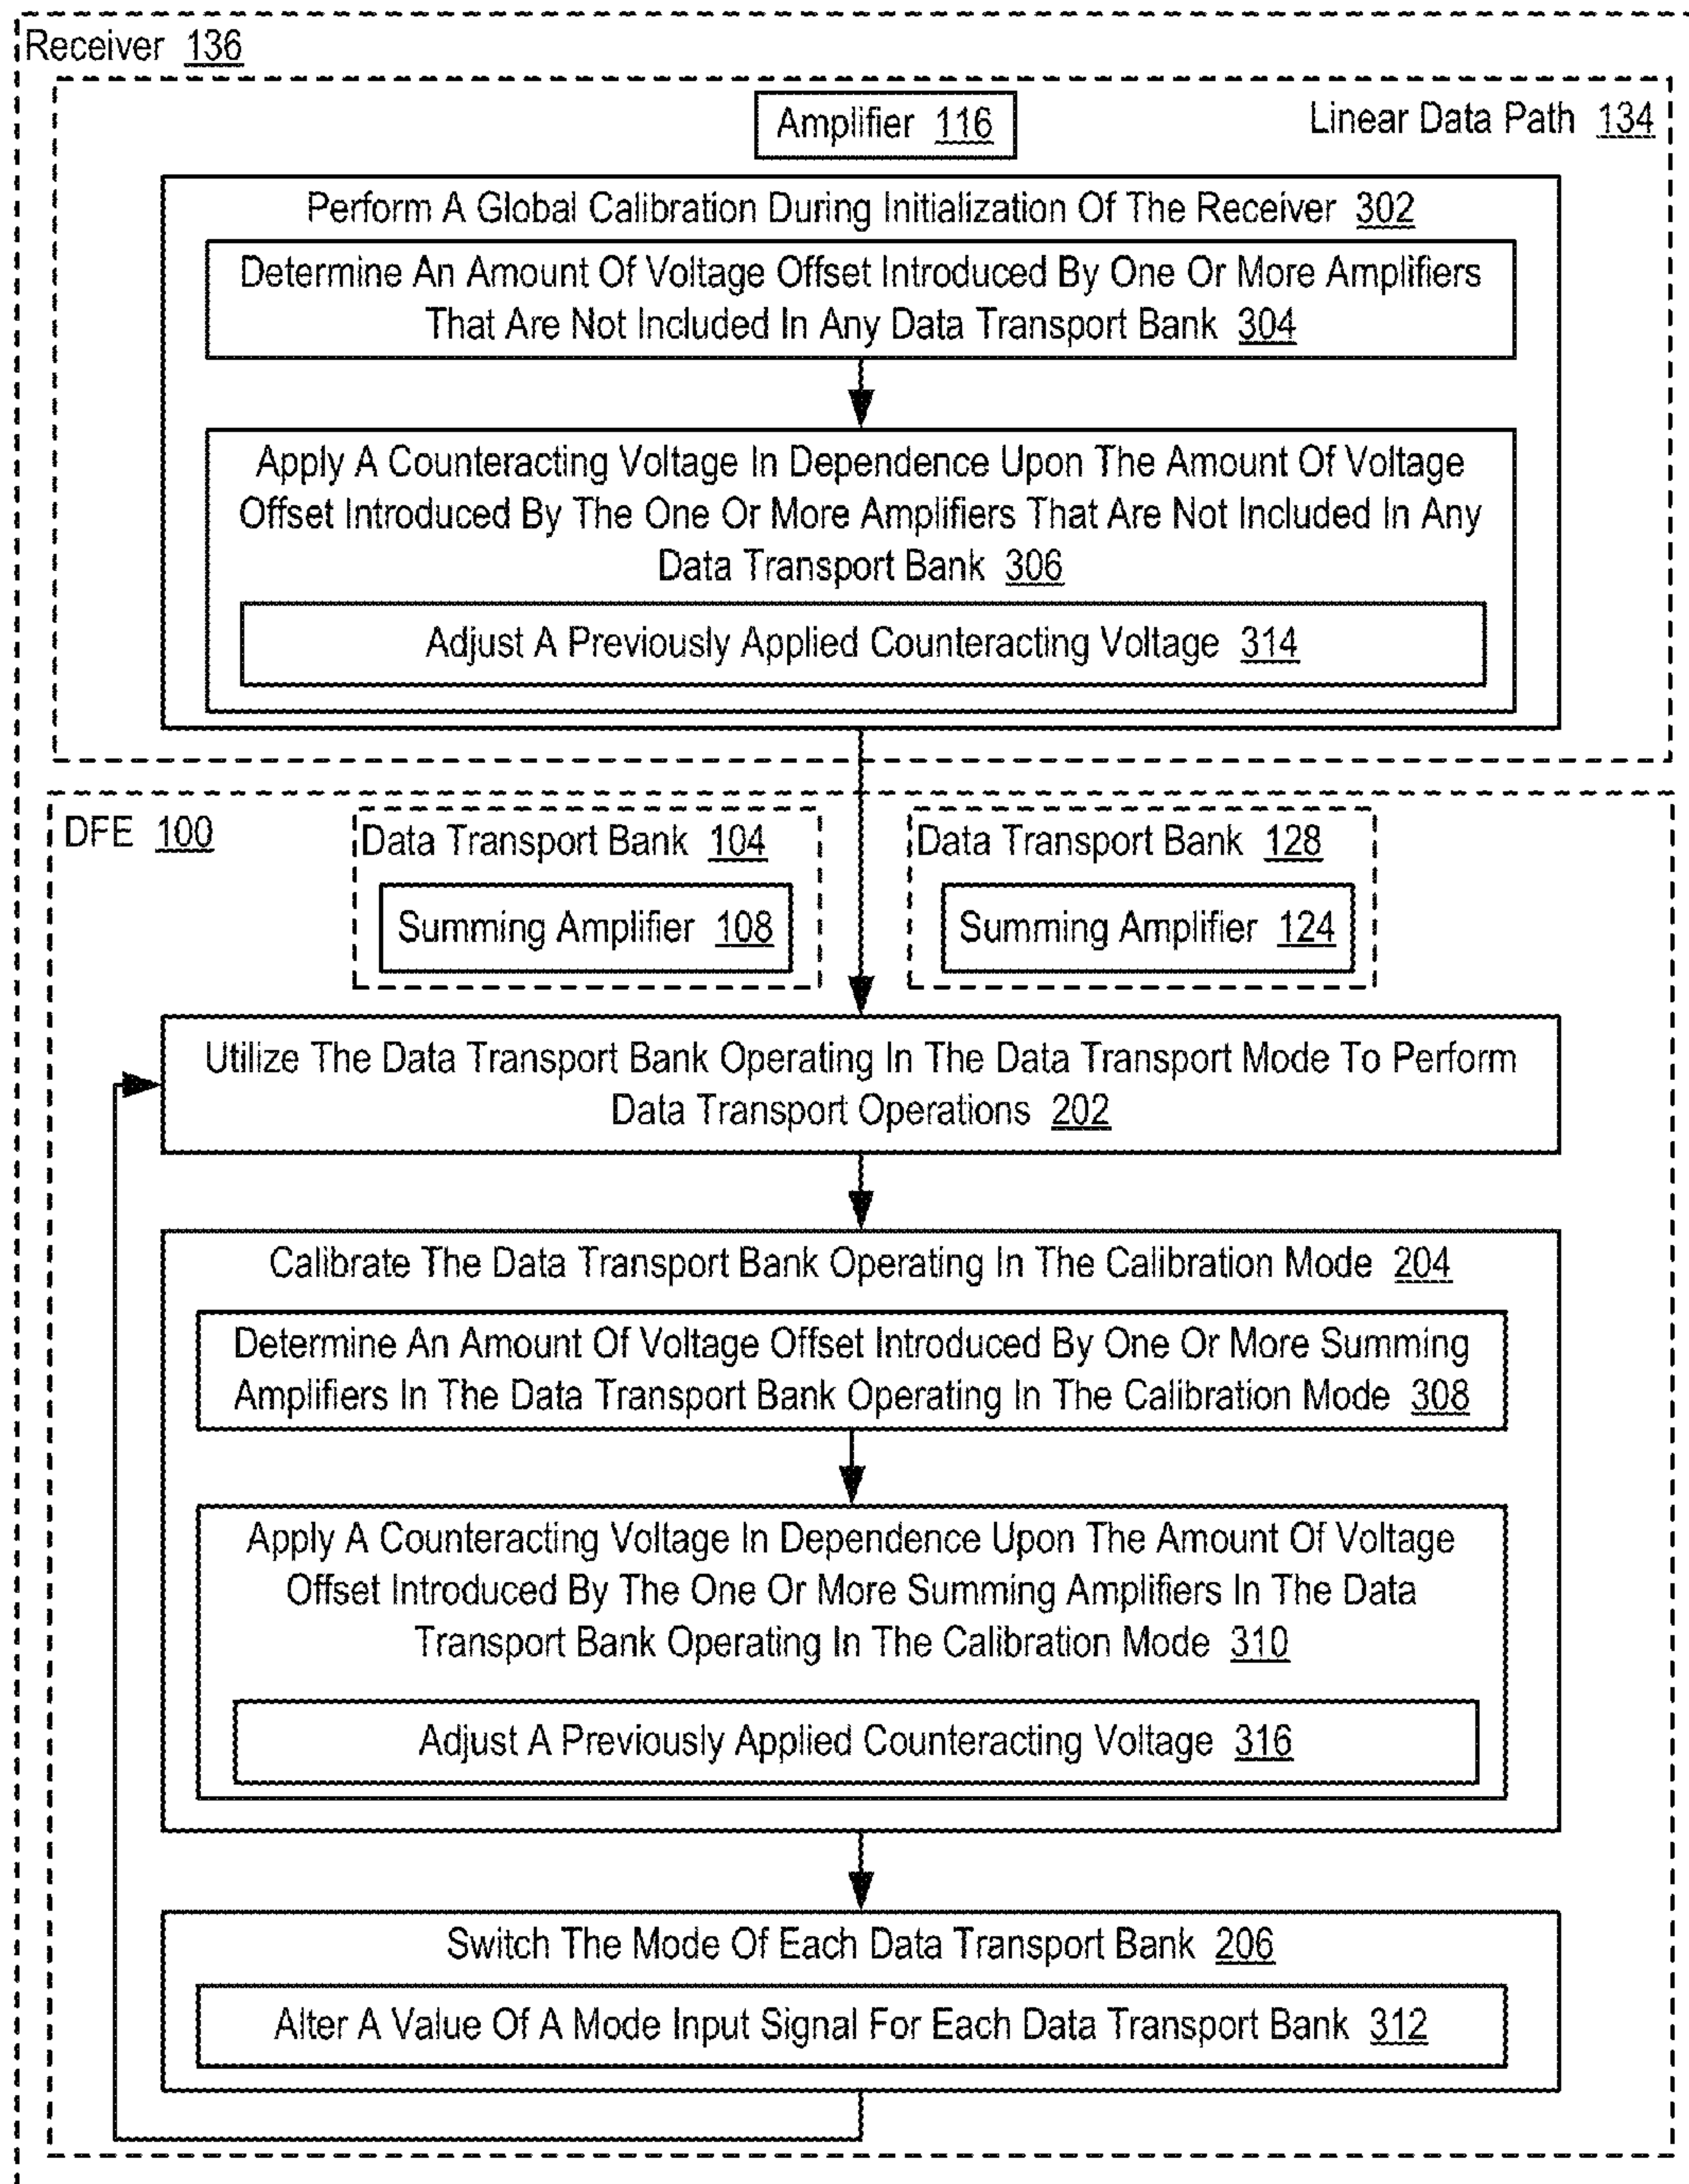 Receiver 136
Amplifier 116
Linear Data Path 134
Perform A Global Calibration During Initialization Of The Receiver 302
Determine An Amount Of Voltage Offset Introduced By One Or More Amplifiers
That Are Not Included In Any Data Transport Bank 304
Apply A Counteracting Voltage In Dependence Upon The Amount Of Voltage
Offset Introduced By The One Or More Amplifiers That Are Not Included In Any
Data Transport Bank 306
Adjust A Previously Applied Counteracting Voltage 314
DFE 100
Data Transport Bank 104
Summing Amplifier 108
Data Transport Bank 128
Summing Amplifier 124
Utilize The Data Transport Bank Operating In The Data Transport Mode To Perform
Data Transport Operations 202
Calibrate The Data Transport Bank Operating In The Calibration Mode 204
Determine An Amount Of Voltage Offset Introduced By One Or More Summing
Amplifiers In The Data Transport Bank Operating In The Calibration Mode 308
Apply A Counteracting Voltage In Dependence Upon The Amount Of Voltage
Offset Introduced By The One Or More Summing Amplifiers In The Data
Transport Bank Operating In The Calibration Mode 310
Adjust A Previously Applied Counteracting Voltage 316
Switch The Mode Of Each Data Transport Bank 206
Alter A Value Of A Mode Input Signal For Each Data Transport Bank 312